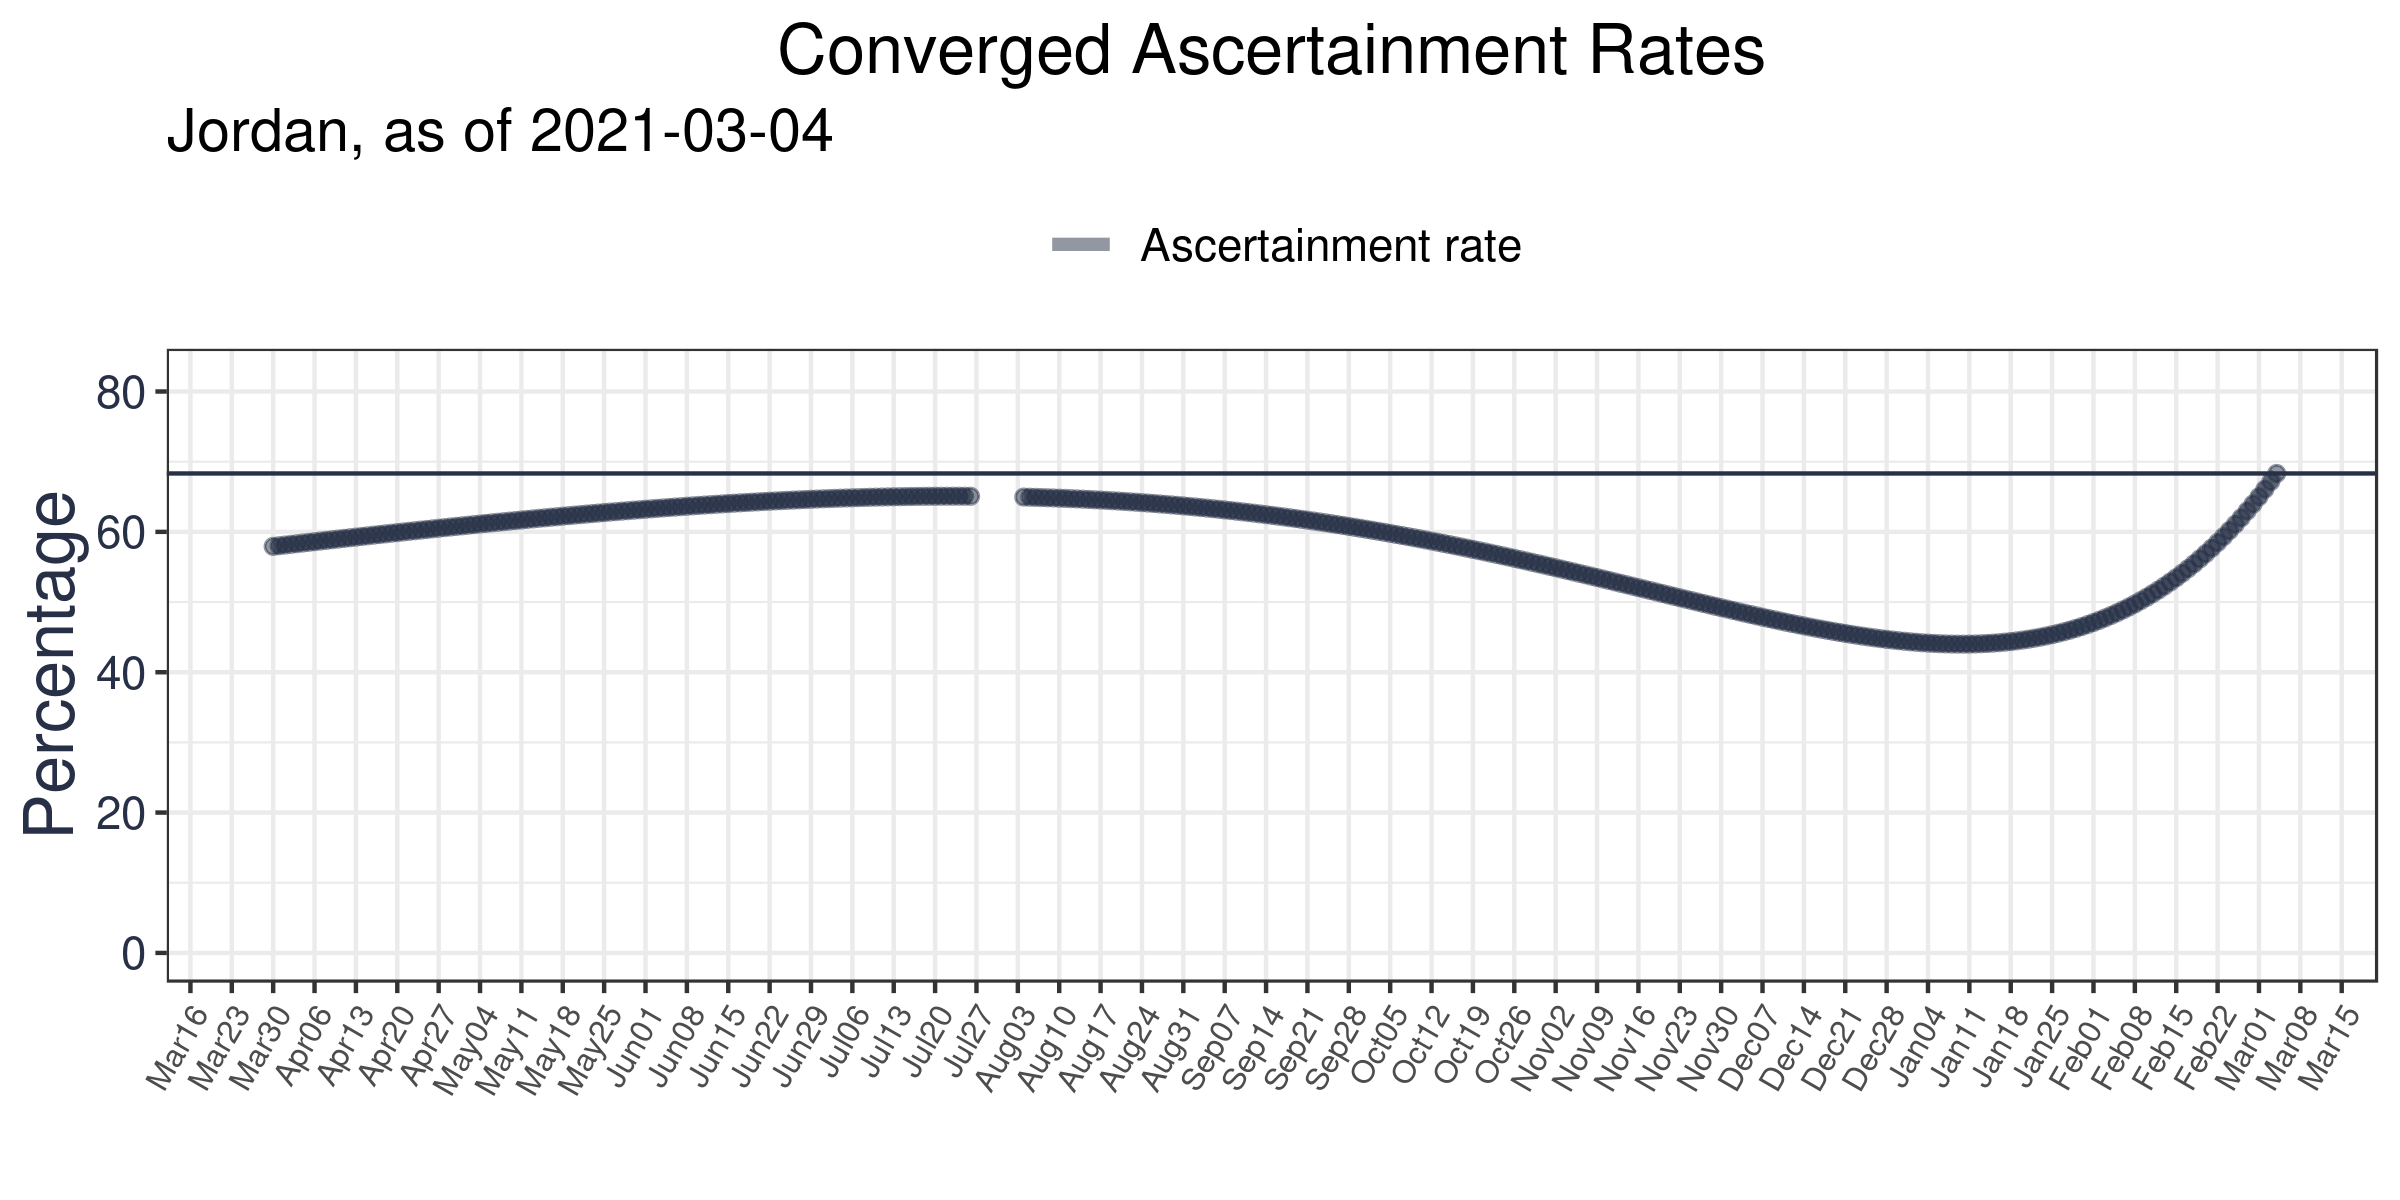 Converged Ascertainment Rates
Jordan, as of 2021-03-04
Ascertainment rate
Percentage
80
60
40
20
0
Mar16 Mar23 Mar30 Apr06 Apr13 Apr20 Apr27 May04 May11 May18 May25 Jun01 Jun08 Jun15 Jun22 Jun29 Jul06 Jul13 Jul20 Jul27 Aug03 Aug10 Aug17 Aug24 Aug31 Sep07 Sep14 Sep21 Sep28 Oct05 Oct12 Oct19 Oct26 Nov02 Nov09 Nov16 Nov23 Nov30 Dec07 Dec14 Dec21 Dec28 Jan04 Jan11 Jan18 Jan25 Feb01 Feb08 Feb15 Feb22 Mar01 Mar08 Mar15